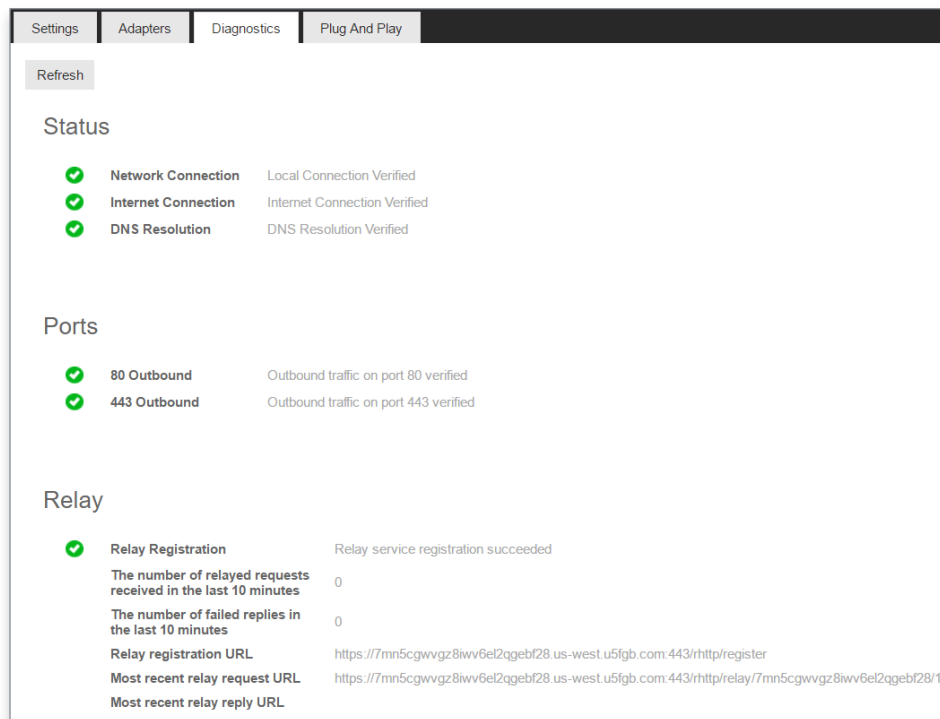 Settings Adapters Diagnostics Plug And Play
Refresh
Status
Network Connection Local Connection Verified
Internet Connection Internet Connection Verified
DNS Resolution DNS Resolution Verified
Ports
80 Outbound Outbound traffic on port 80 verified
443 Outbound Outbound traffic on port 443 verified
Relay
Relay Registration Relay service registration succeeded
The number of relayed requests
received in the last 10 minutes 0
The number of failed replies in
the last 10 minutes 0
Relay registration URL https://7mn5cgwvgz8iwv6el2qgebf28.us-west.u5fgb.com:443/rhttp/register
Most recent relay request URL https://7mn5cgwvgz8iwv6el2qgebf28.us-west.u5fgb.com:443/rhttp/relay/7mn5cgwvgz8iwv6el2qgebf28/1
Most recent relay reply URL